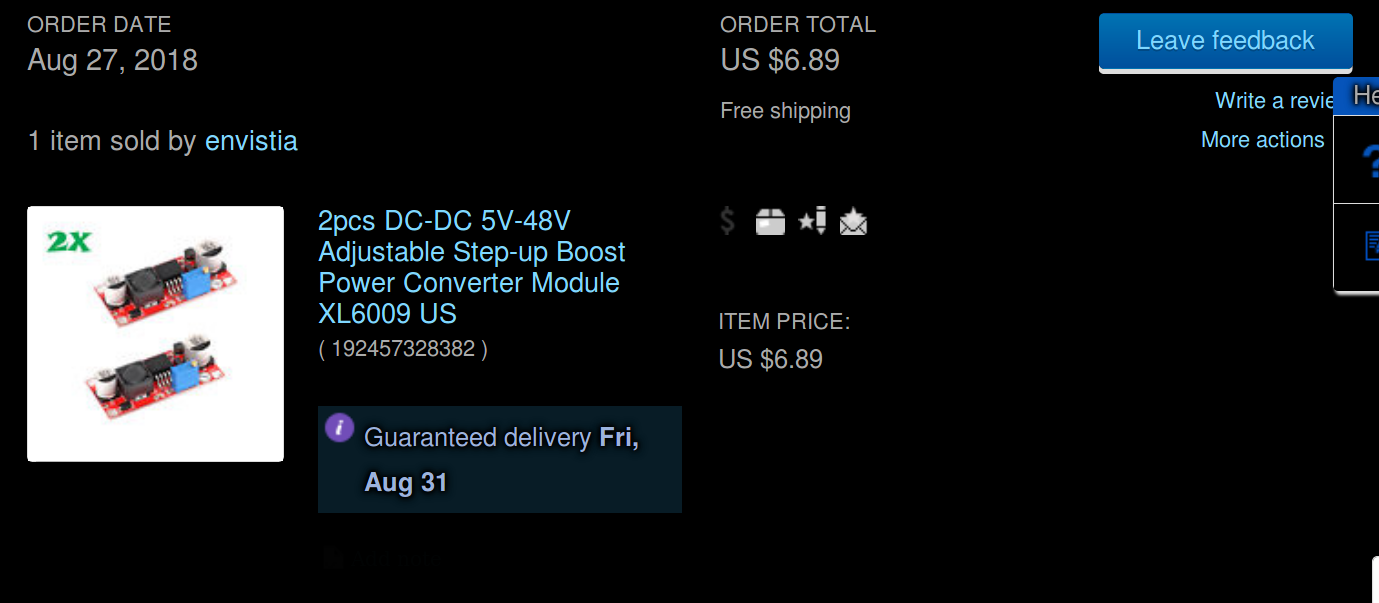 ORDER DATE
Aug 27, 2018
ORDER TOTAL
US $6.89
Free shipping
Leave feedback
Write a revie
More actions
He
1 item sold by envistia
2X
2pcs DC-DC 5V-48V
Adjustable Step-up Boost
Power Converter Module
XL6009 US
( 192457328382 )
$
ITEM PRICE:
US $6.89
i Guaranteed delivery Fri,
Aug 31
?